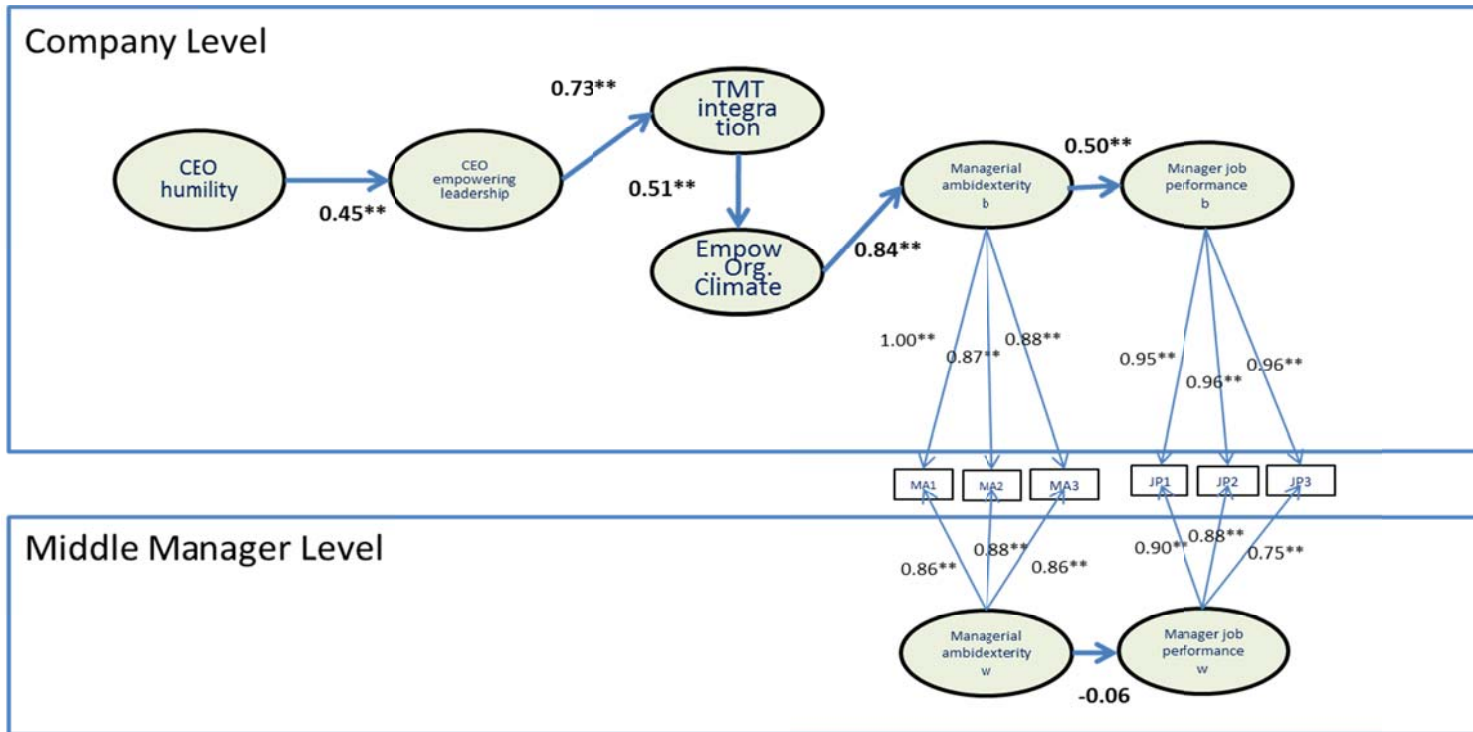 Company Level
0.73**
TMT
integra
tion
CEO
humility
0.45**
CEO
empowering
leadership
0.51**
Empow
.. Org.
Climate
0.84**
Managerial
ambidexterity
b
0.50**
Manager job
performance
b
1.00**
0.87**
0.88**
0.95**
0.96**
0.96**
MA1
MA2
MA3
JP1
JP2
JP3
Middle Manager Level
0.86**
0.88**
0.86**
0.90**
0.88**
0.75**
Managerial
ambidexterity
w
Manager job
performance
w
-0.06